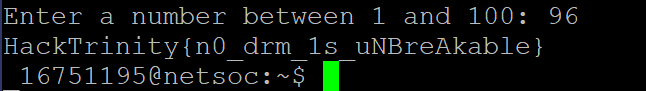 Enter a number between 1 and 100: 96
HackTrinity{n0_drm_1s_uNBreAkable}
_16751195@netsoc:~$